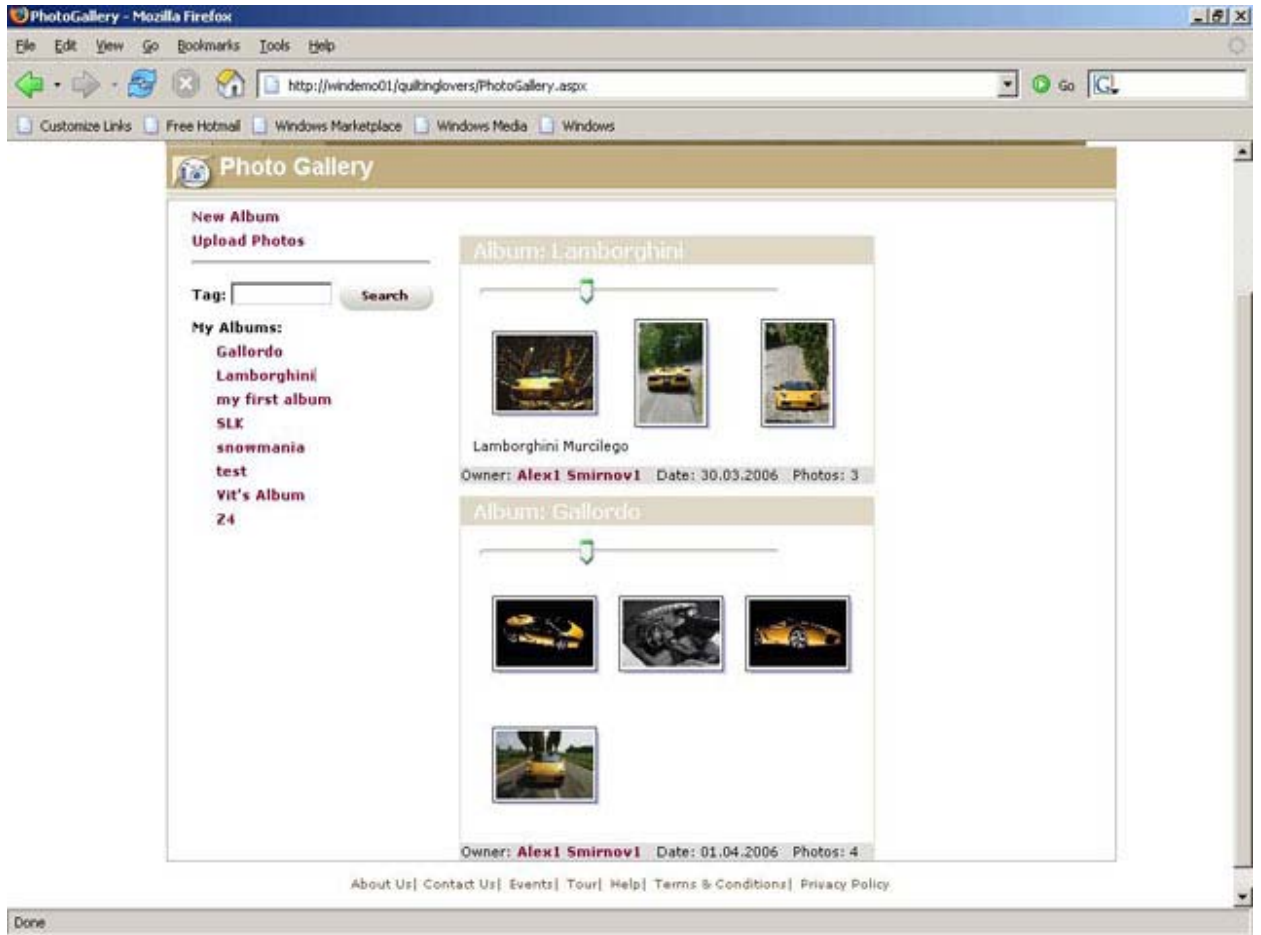 PhotoGallery - Mozilla Firefox
File Edit View Go Bookmarks Tools Help
http://windemo01/quiltinglovers/PhotoGallery.aspx Go G
Customize Links Free Hotmail Windows Marketplace Windows Media Windows
Photo Gallery
New Album
Upload Photos
Tag: Search
My Albums:
Gallordo
Lamborghini
my first album
SLK
snowmania
test
Vit's Album
Z4
Album: Lamborghini
Lamborghini Murcilego
Owner: Alex1 Smirnov1 Date: 30.03.2006 Photos: 3
Album: Gallordo
Owner: Alex1 Smirnov1 Date: 01.04.2006 Photos: 4
About Us| Contact Us| Events| Tour| Help| Terms & Conditions| Privacy Policy
Done